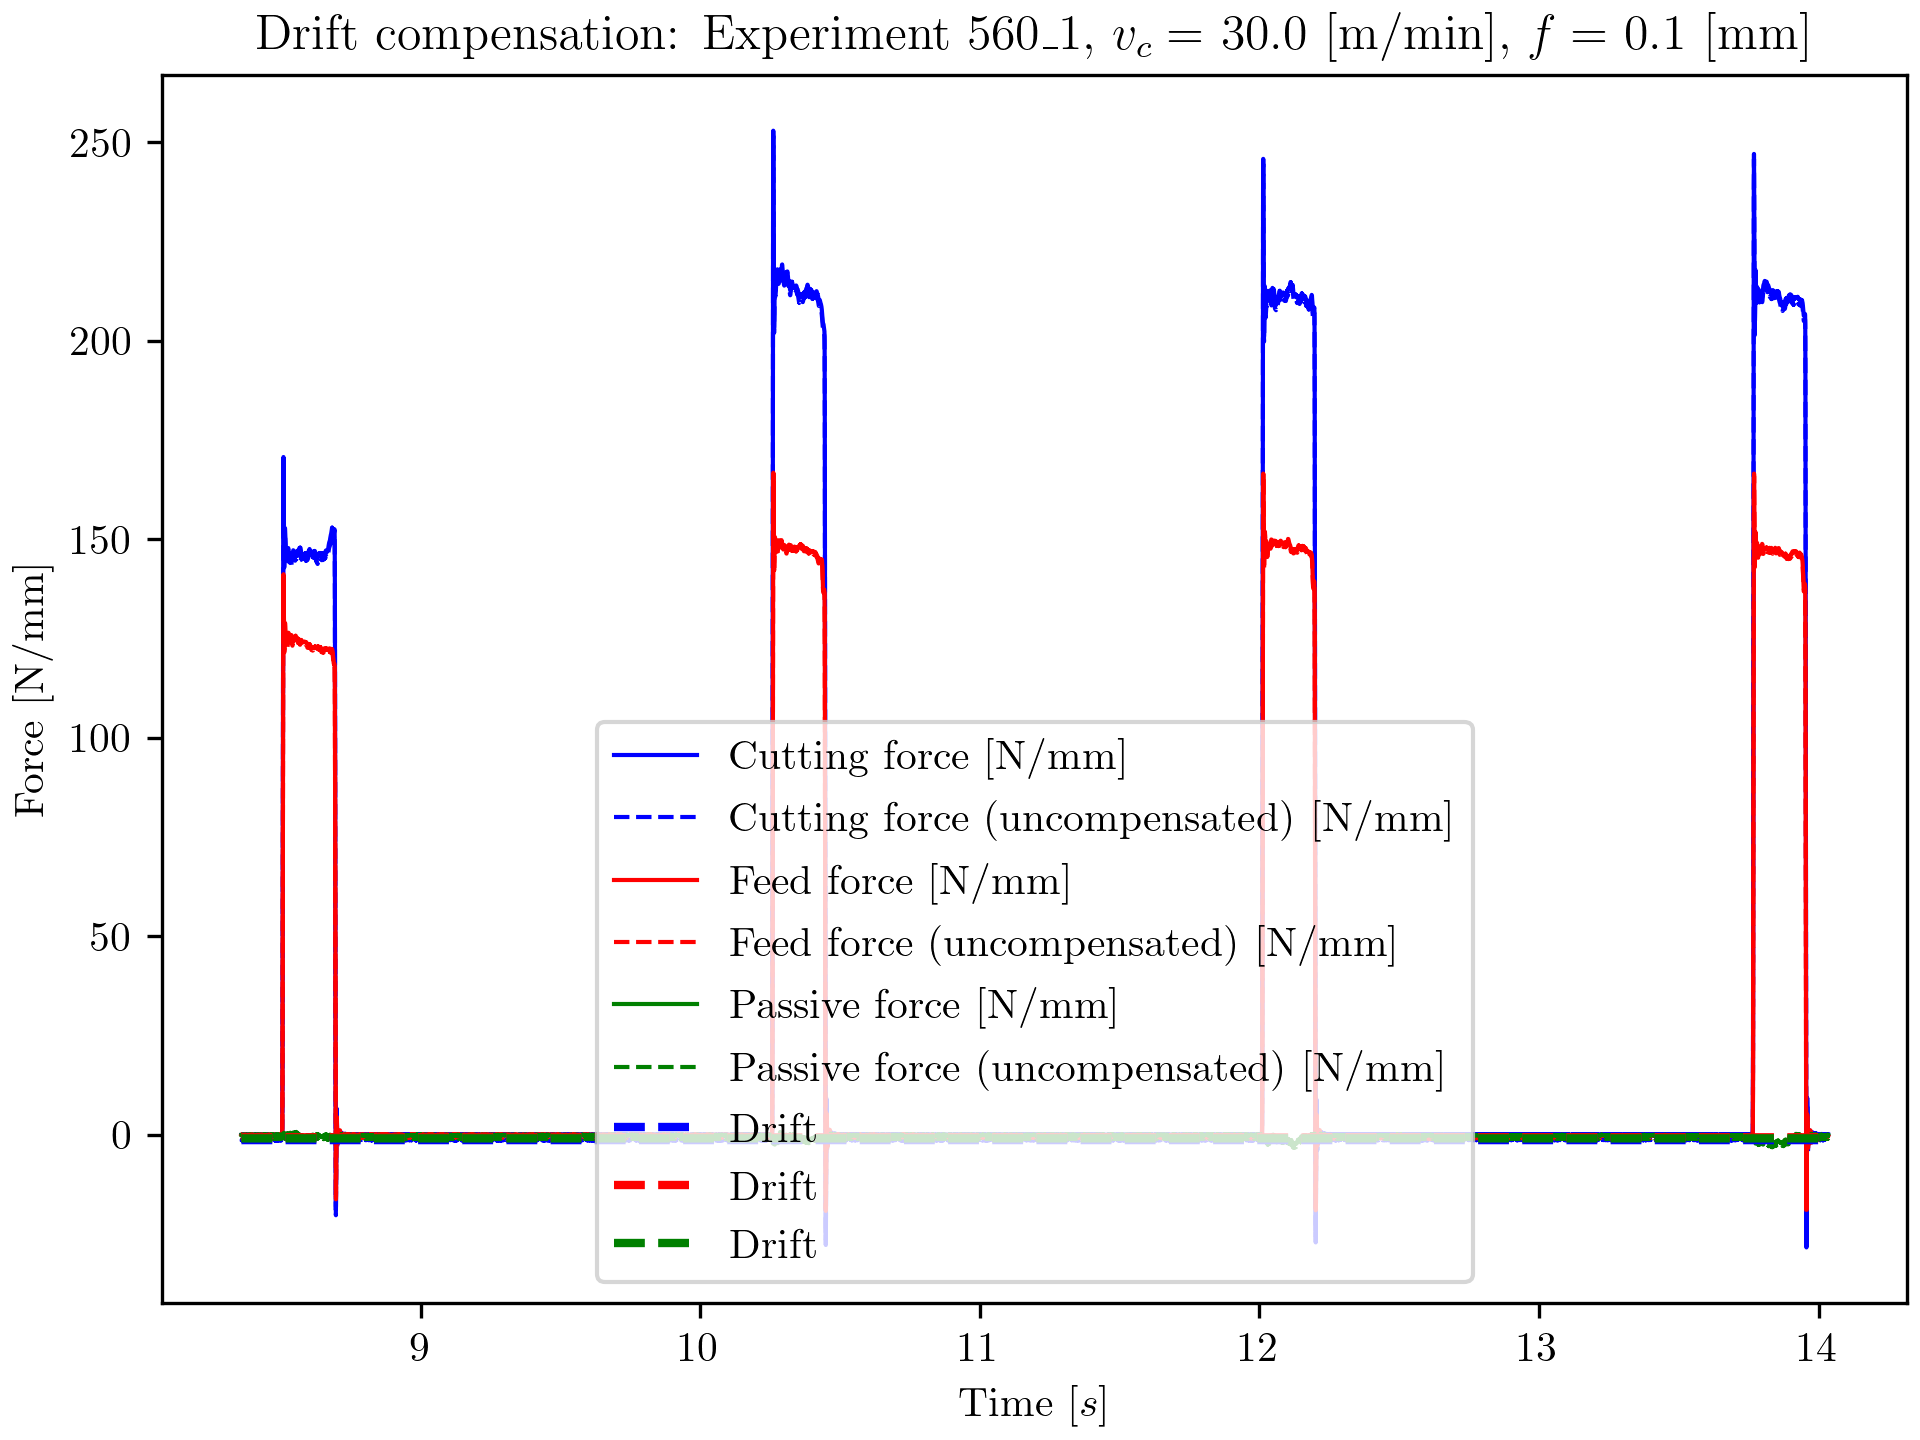 Drift compensation: Experiment 560_1, v_c = 30.0 [m/min], f = 0.1 [mm]
250
200
150
100
50
0
Force [N/mm]
Cutting force [N/mm]
Cutting force (uncompensated) [N/mm]
Feed force [N/mm]
Feed force (uncompensated) [N/mm]
Passive force [N/mm]
Passive force (uncompensated) [N/mm]
Drift
Drift
Drift
9 10 11 12 13 14
Time [s]